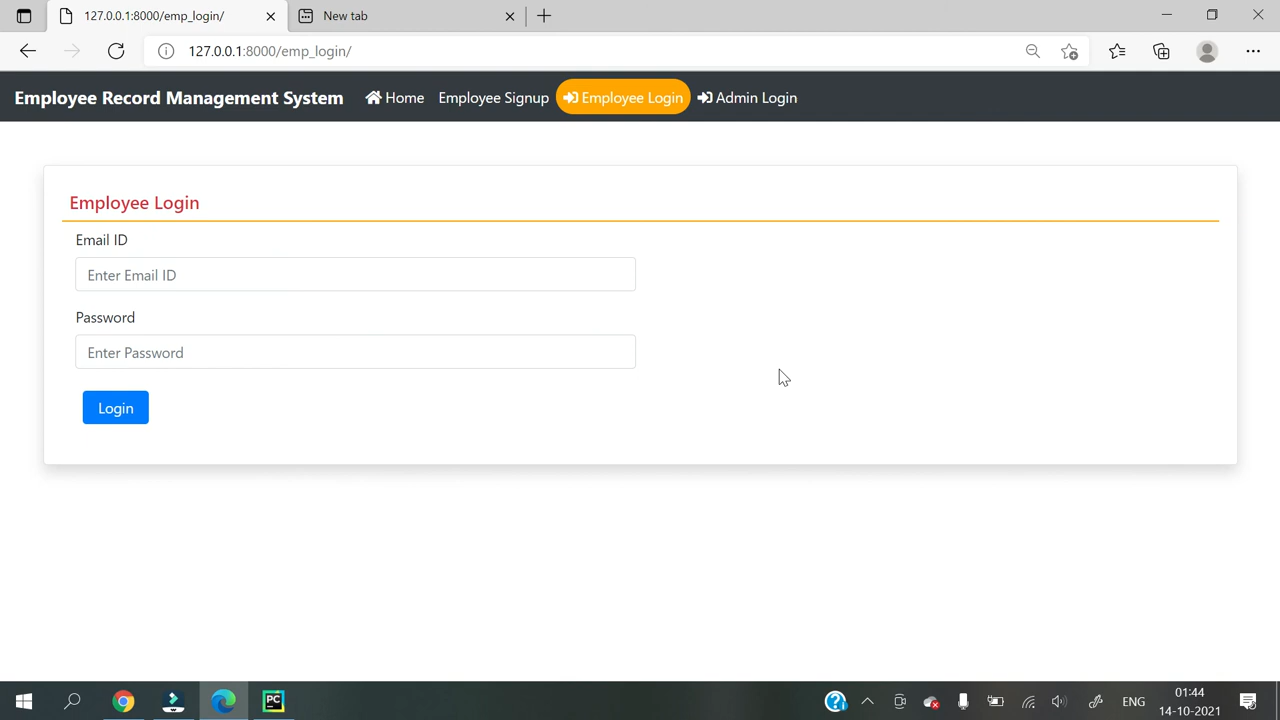 127.0.0.1:8000/emp_login/
New tab
127.0.0.1:8000/emp_login/
Employee Record Management System
Home
Employee Signup
Employee Login
Admin Login
Employee Login
Email ID
Enter Email ID
Password
Enter Password
Login
PC
ENG
01:44
14-10-2021